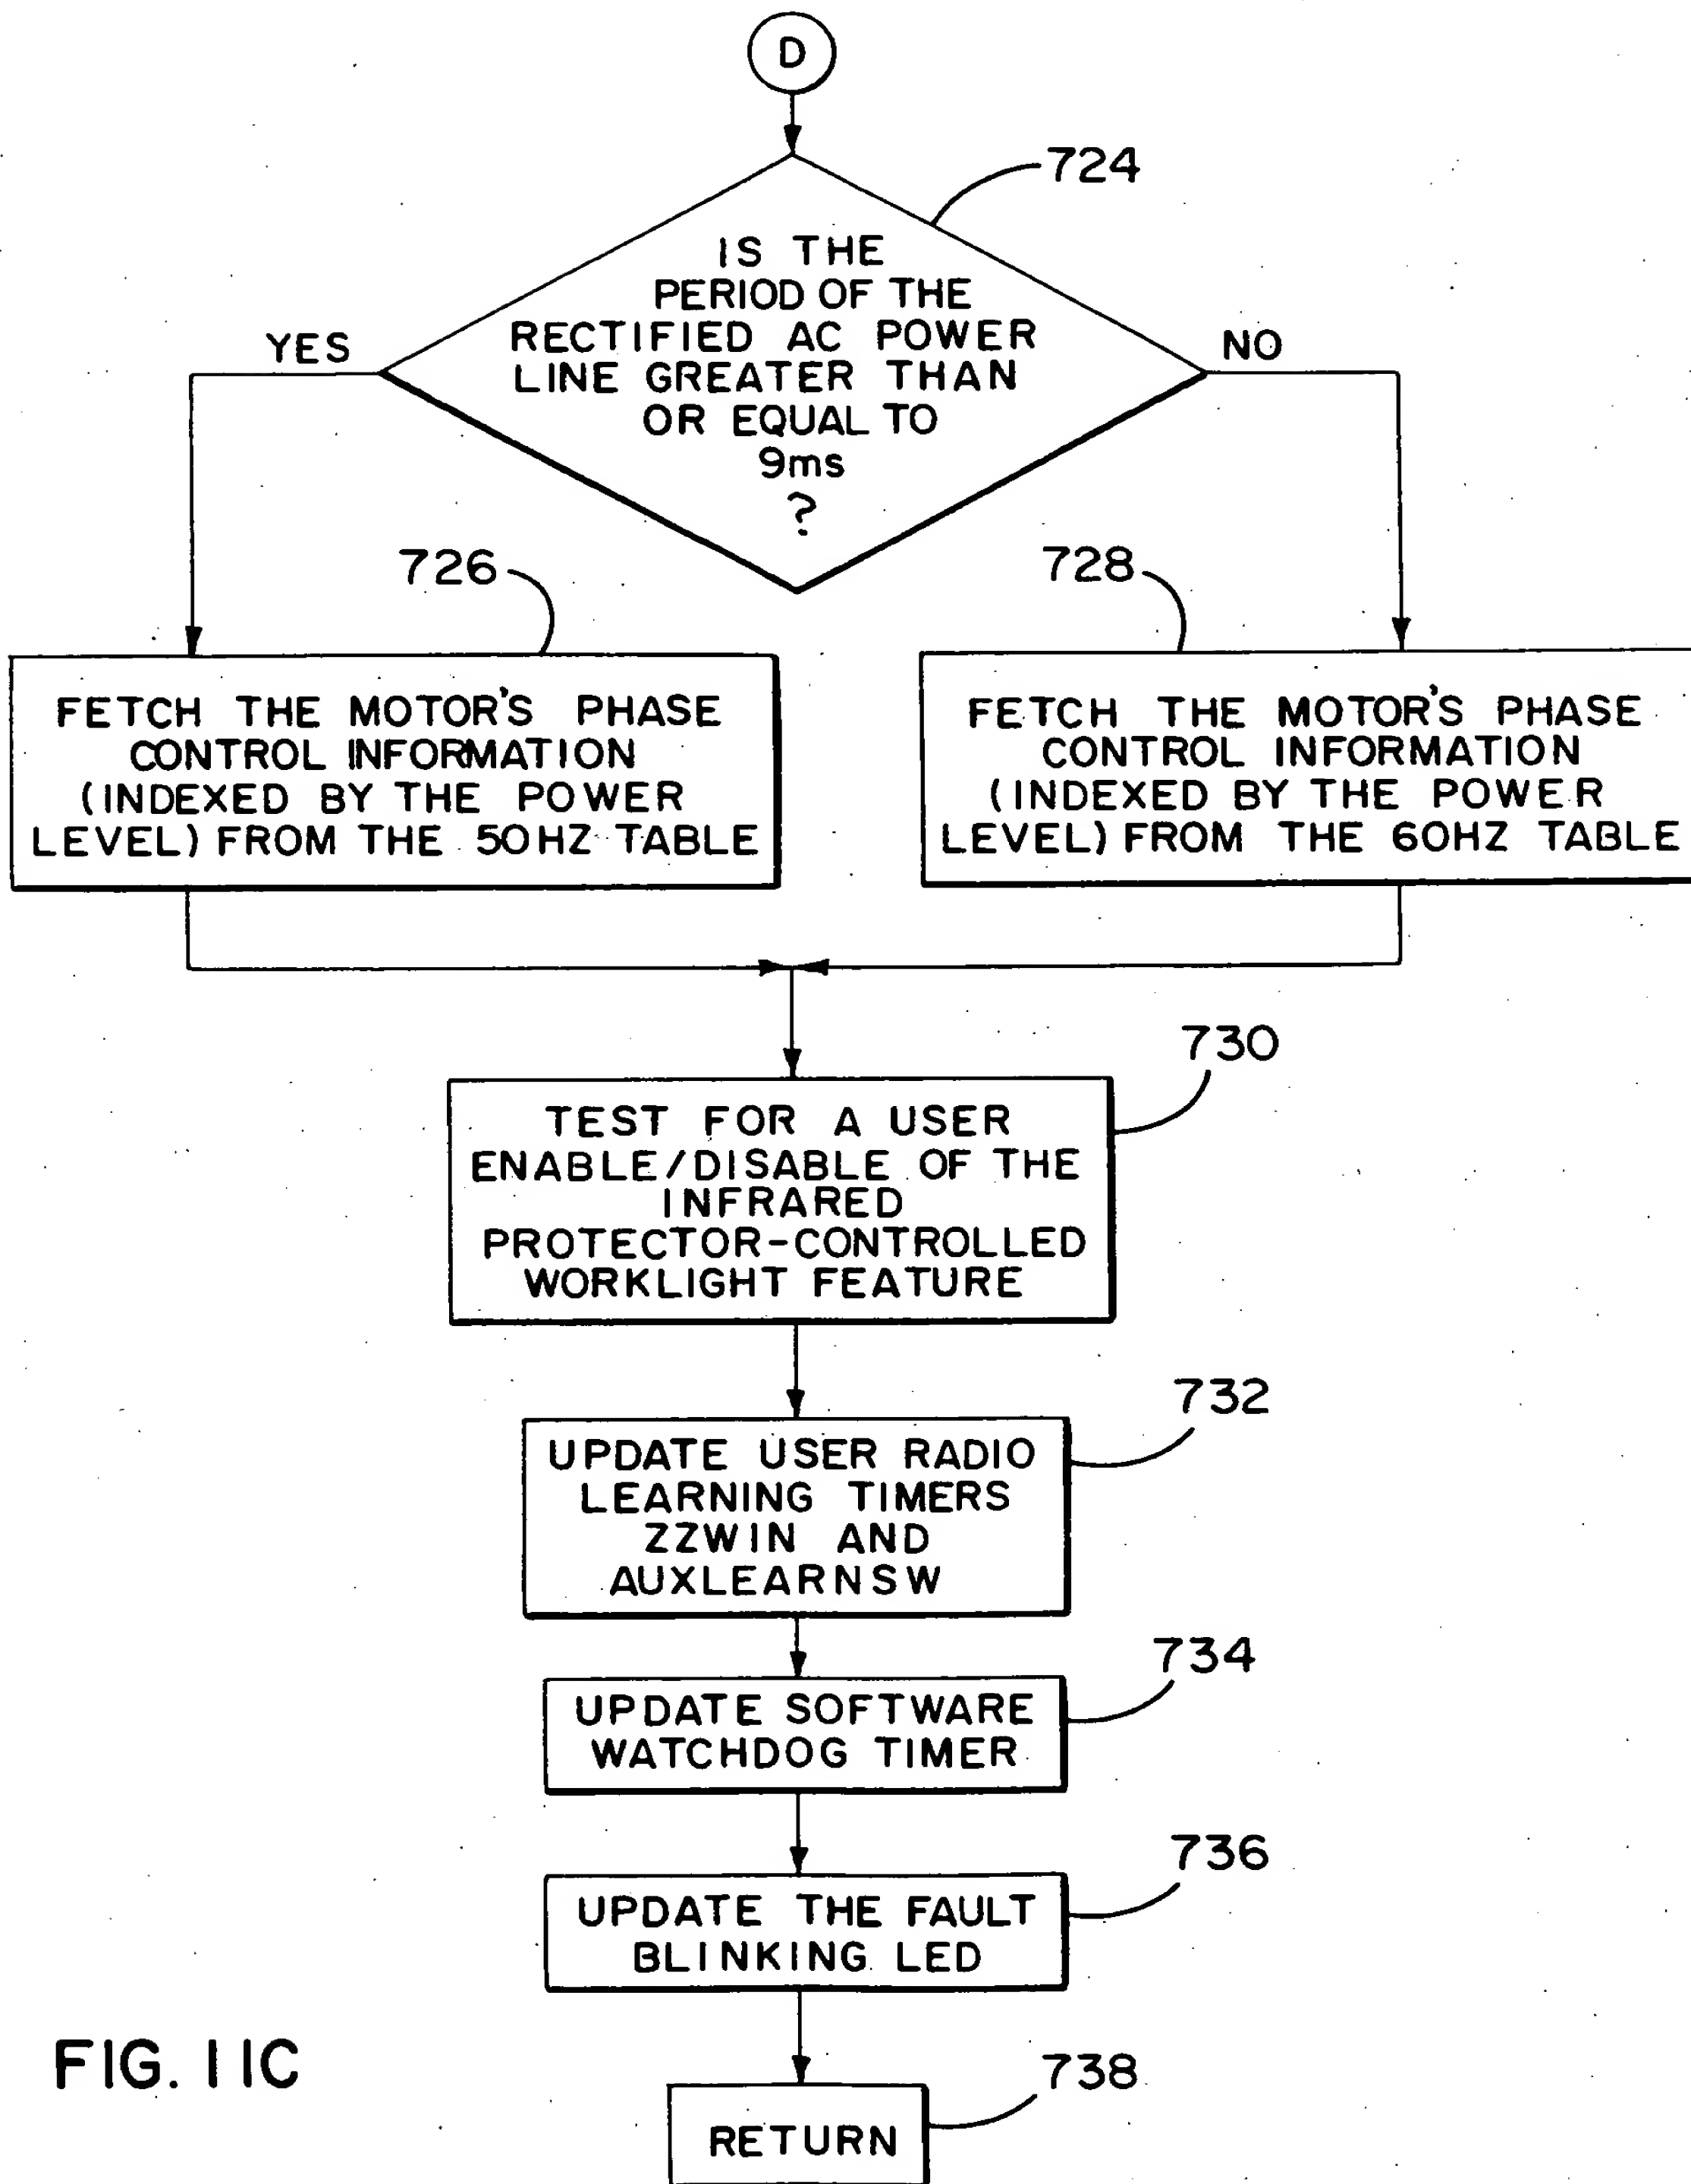 D
724
IS THE
PERIOD OF THE
RECTIFIED AC POWER
LINE GREATER THAN
OR EQUAL TO
9ms
?
YES
NO
726
728
FETCH THE MOTOR'S PHASE
CONTROL INFORMATION
(INDEXED BY THE POWER
LEVEL) FROM THE 50HZ TABLE
FETCH THE MOTOR'S PHASE
CONTROL INFORMATION
(INDEXED BY THE POWER
LEVEL) FROM THE 60HZ TABLE
730
TEST FOR A USER
ENABLE/DISABLE OF THE
INFRARED
PROTECTOR-CONTROLLED
WORKLIGHT FEATURE
732
UPDATE USER RADIO
LEARNING TIMERS
ZZWIN AND
AUXLEARNSW
734
UPDATE SOFTWARE
WATCHDOG TIMER
736
UPDATE THE FAULT
BLINKING LED
738
RETURN
FIG. 11C